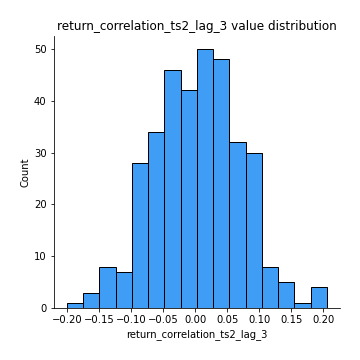 return_correlation_ts2_lag_3 value distribution
50
40
30
20
10
0
Count
−0.20 −0.15 −0.10 −0.05 0.00 0.05 0.10 0.15 0.20
return_correlation_ts2_lag_3